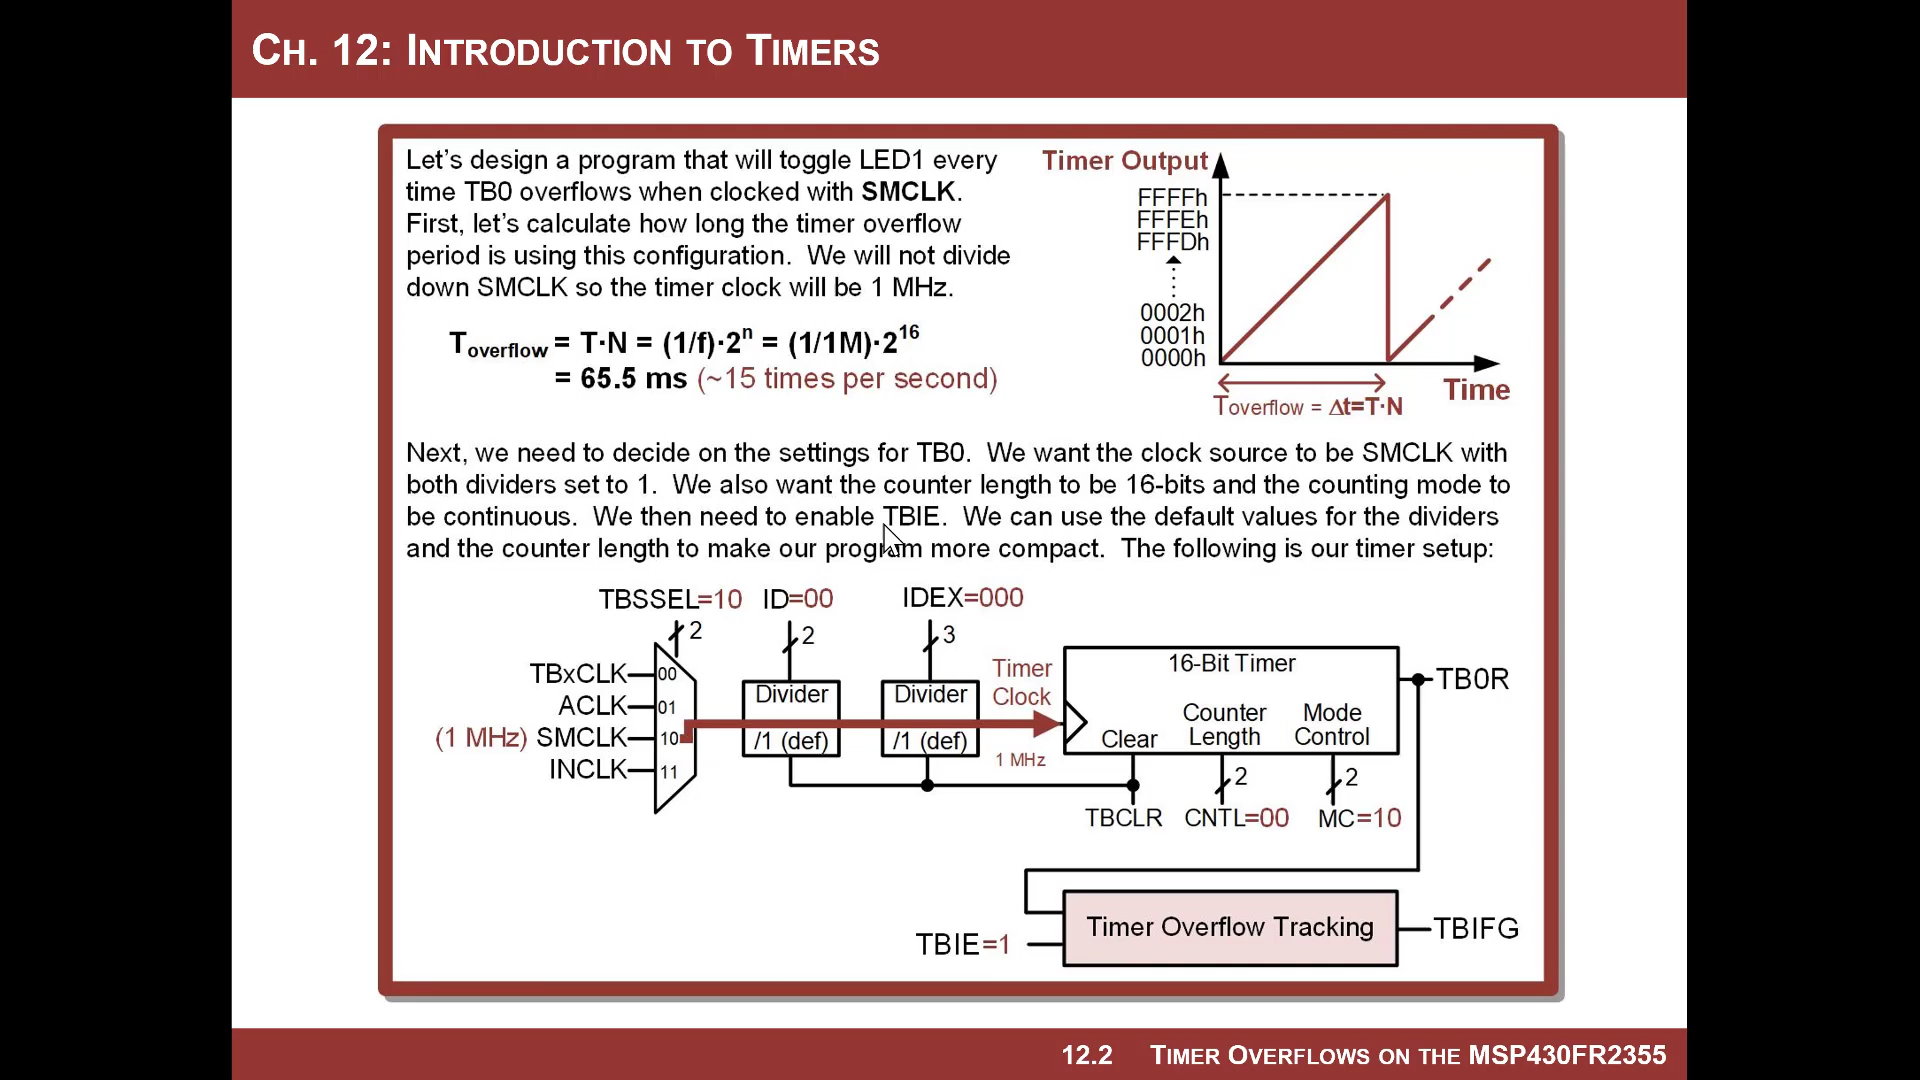 CH. 12: INTRODUCTION TO TIMERS
Let's design a program that will toggle LED1 every
time TB0 overflows when clocked with SMCLK.
First, let's calculate how long the timer overflow
period is using this configuration.  We will not divide
down SMCLK so the timer clock will be 1 MHz.
Toverflow = T·N = (1/f)·2^n = (1/1M)·2^16
= 65.5 ms (~15 times per second)
Timer Output
FFFFh
FFFEh
FFFDh
0002h
0001h
0000h
Time
Toverflow = Δt=T·N
Next, we need to decide on the settings for TB0.  We want the clock source to be SMCLK with
both dividers set to 1.  We also want the counter length to be 16-bits and the counting mode to
be continuous.  We then need to enable TBIE.  We can use the default values for the dividers
and the counter length to make our program more compact.  The following is our timer setup:
TBSSEL=10
ID=00
IDEX=000
2
2
3
TBxCLK
00
ACLK
01
(1 MHz) SMCLK
10
INCLK
11
Divider
/1 (def)
Divider
/1 (def)
Timer
Clock
1 MHz
16-Bit Timer
Clear
Counter
Length
Mode
Control
TB0R
2
2
TBCLR
CNTL=00
MC=10
TBIE=1
Timer Overflow Tracking
TBIFG
12.2 TIMER OVERFLOWS ON THE MSP430FR2355